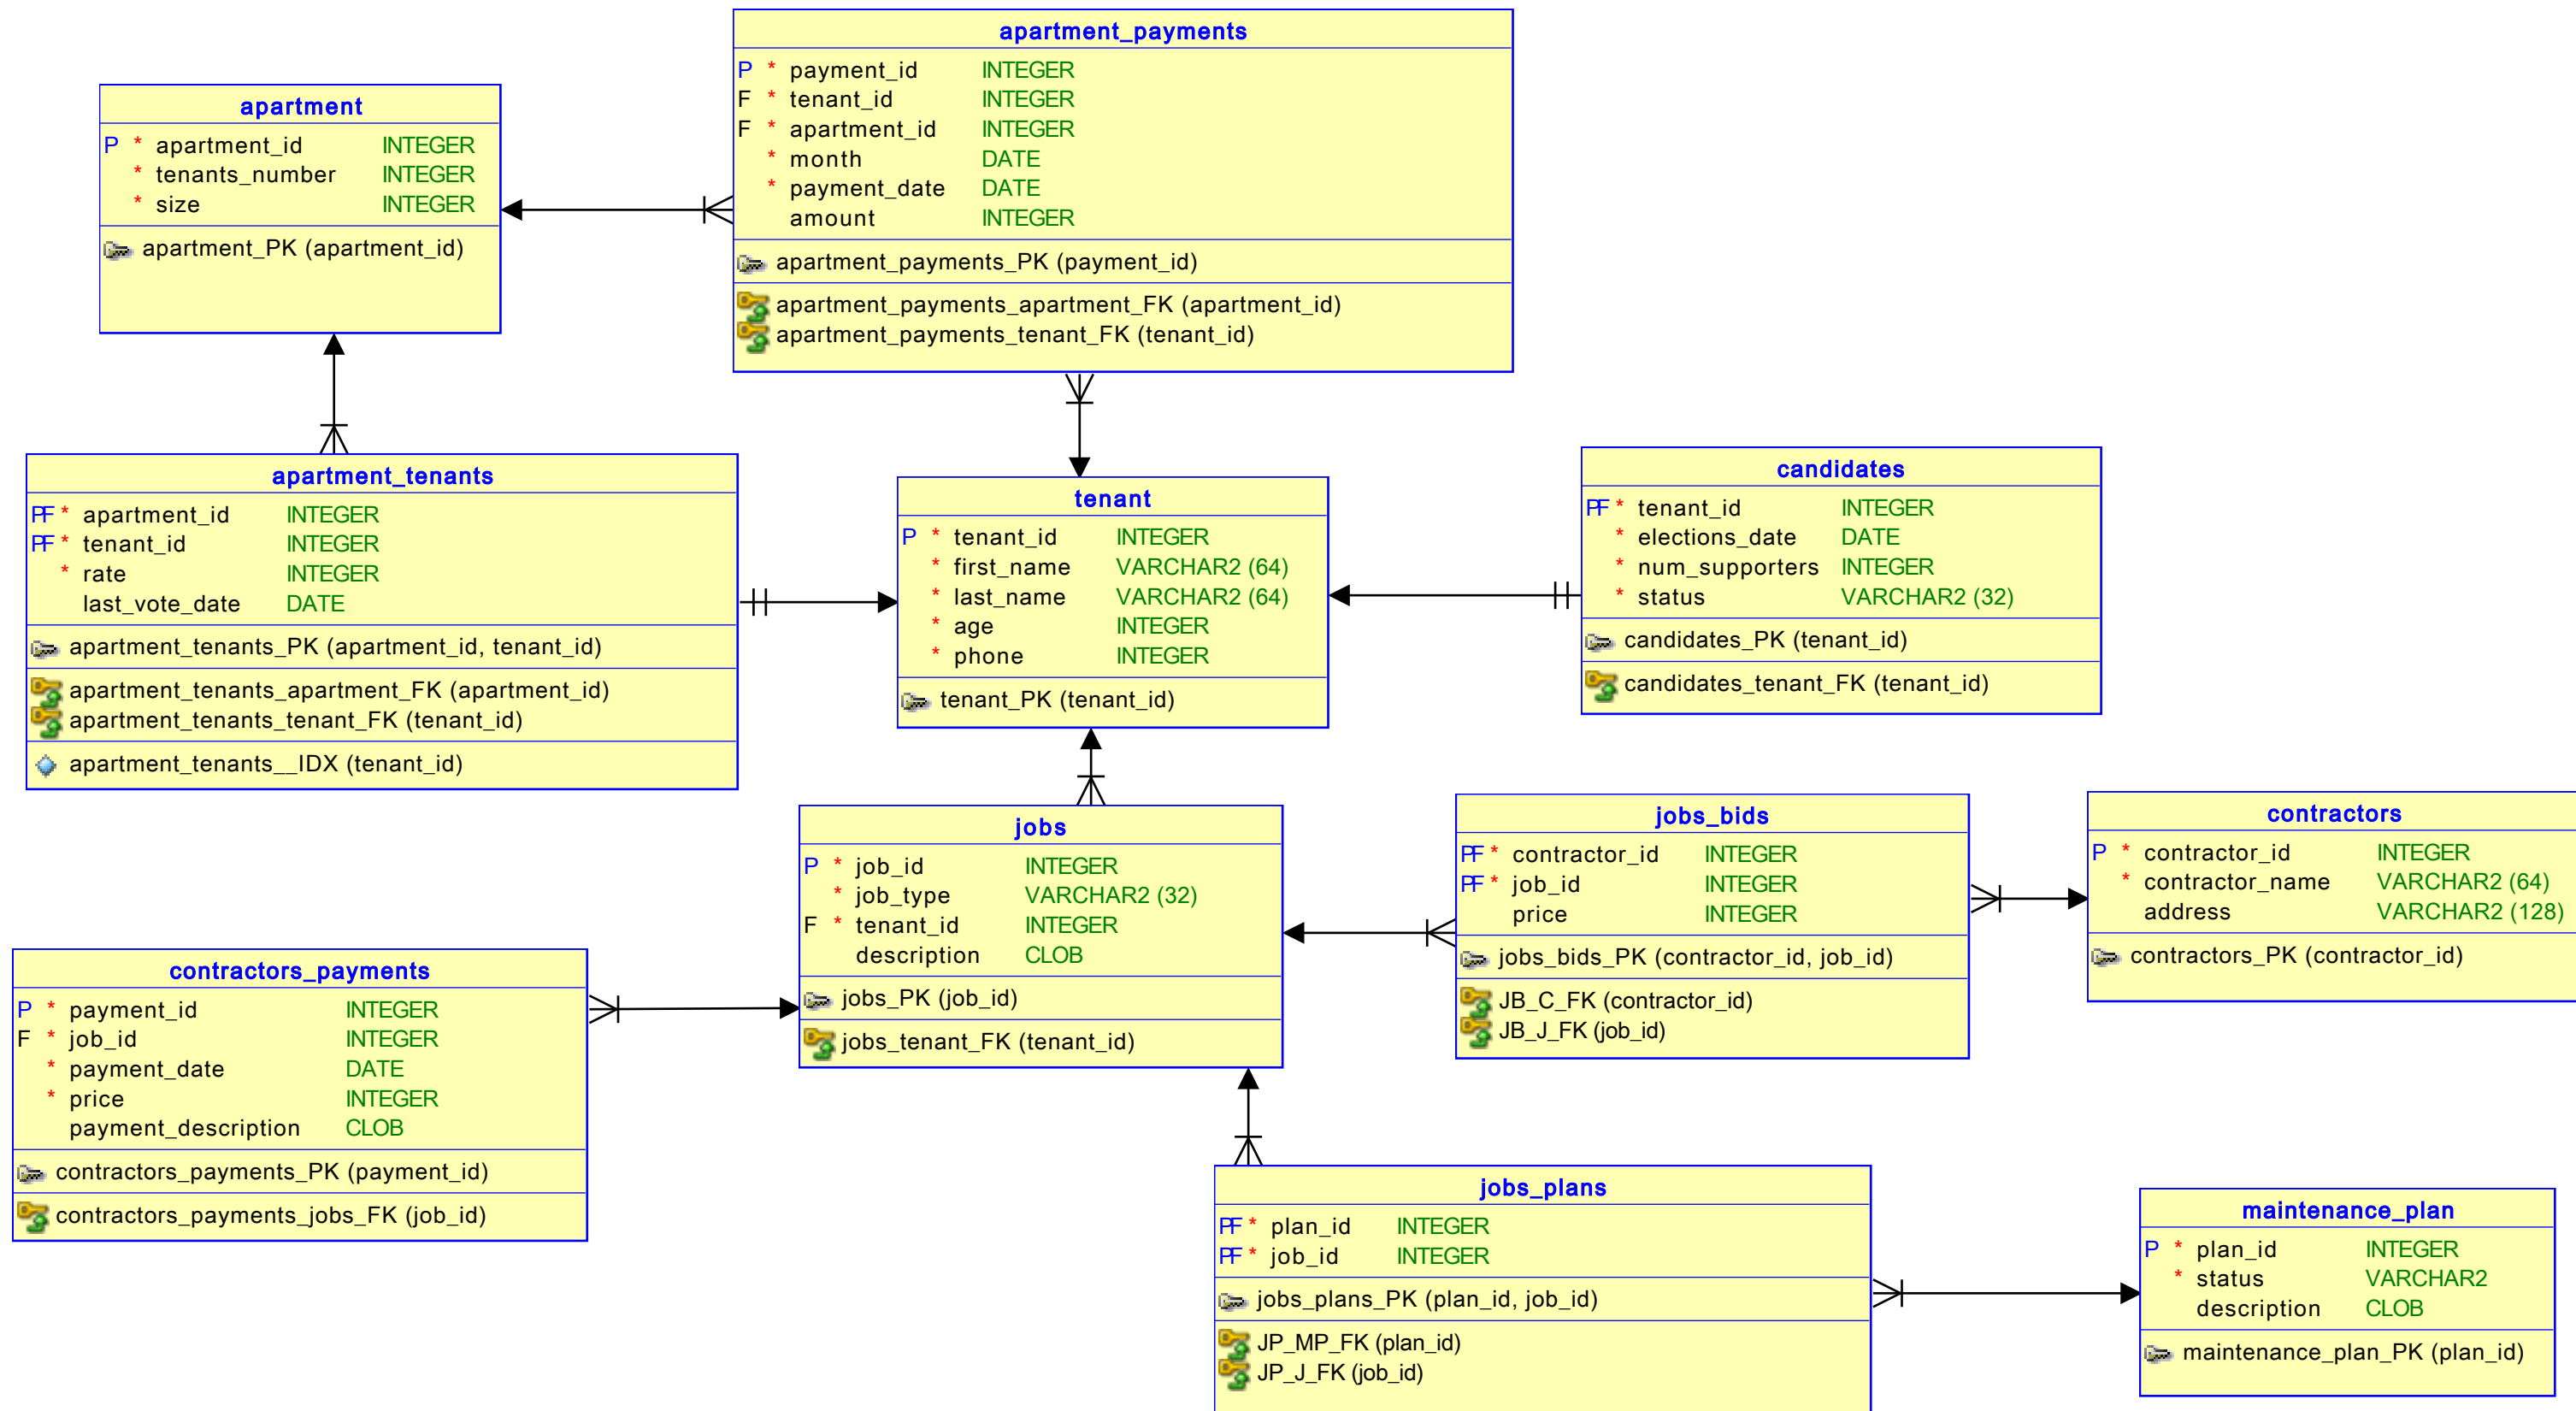 apartment_payments
P * payment_id INTEGER
F * tenant_id INTEGER
F * apartment_id INTEGER
* month DATE
* payment_date DATE
amount INTEGER
apartment_payments_PK (payment_id)
apartment_payments_apartment_FK (apartment_id)
apartment_payments_tenant_FK (tenant_id)
apartment
P * apartment_id INTEGER
* tenants_number INTEGER
* size INTEGER
apartment_PK (apartment_id)
apartment_tenants
PF * apartment_id INTEGER
PF * tenant_id INTEGER
* rate INTEGER
last_vote_date DATE
apartment_tenants_PK (apartment_id, tenant_id)
apartment_tenants_apartment_FK (apartment_id)
apartment_tenants_tenant_FK (tenant_id)
apartment_tenants__IDX (tenant_id)
tenant
P * tenant_id INTEGER
* first_name VARCHAR2 (64)
* last_name VARCHAR2 (64)
* age INTEGER
* phone INTEGER
tenant_PK (tenant_id)
candidates
PF * tenant_id INTEGER
* elections_date DATE
* num_supporters INTEGER
* status VARCHAR2 (32)
candidates_PK (tenant_id)
candidates_tenant_FK (tenant_id)
jobs
P * job_id INTEGER
* job_type VARCHAR2 (32)
F * tenant_id INTEGER
description CLOB
jobs_PK (job_id)
jobs_tenant_FK (tenant_id)
jobs_bids
PF * contractor_id INTEGER
PF * job_id INTEGER
price INTEGER
jobs_bids_PK (contractor_id, job_id)
JB_C_FK (contractor_id)
JB_J_FK (job_id)
contractors
P * contractor_id INTEGER
* contractor_name VARCHAR2 (64)
address VARCHAR2 (128)
contractors_PK (contractor_id)
contractors_payments
P * payment_id INTEGER
F * job_id INTEGER
* payment_date DATE
* price INTEGER
payment_description CLOB
contractors_payments_PK (payment_id)
contractors_payments_jobs_FK (job_id)
jobs_plans
PF * plan_id INTEGER
PF * job_id INTEGER
jobs_plans_PK (plan_id, job_id)
JP_MP_FK (plan_id)
JP_J_FK (job_id)
maintenance_plan
P * plan_id INTEGER
* status VARCHAR2
description CLOB
maintenance_plan_PK (plan_id)